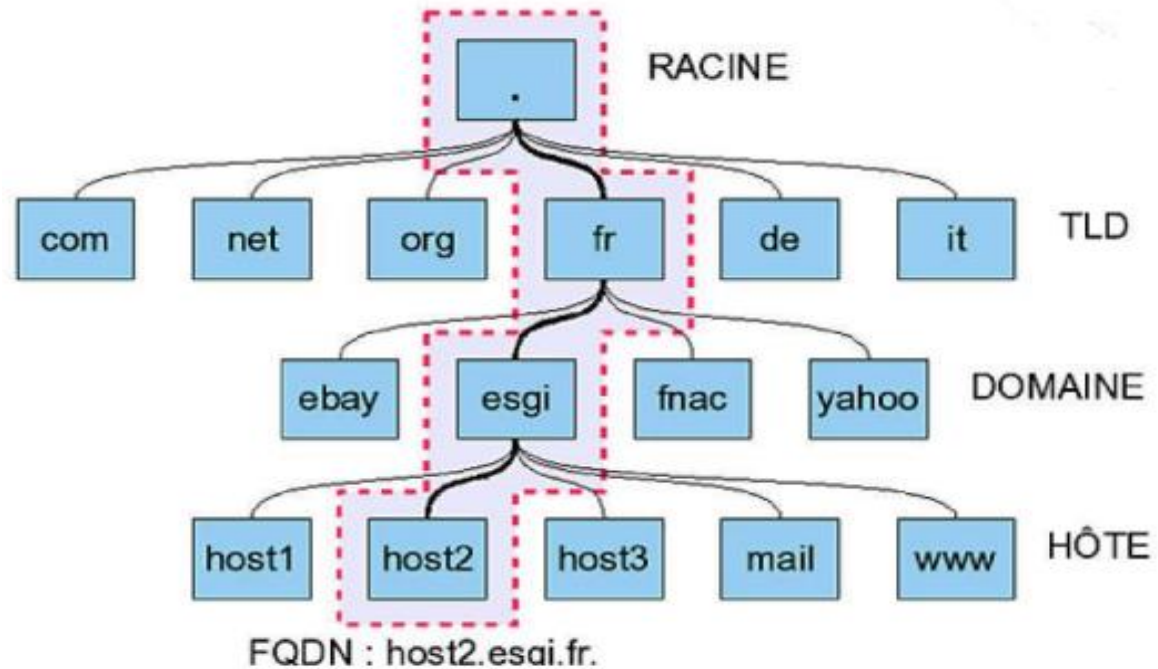 .
RACINE
com net org fr de it TLD
ebay esgi fnac yahoo DOMAINE
host1 host2 host3 mail www HÔTE
FQDN : host2.esgi.fr.